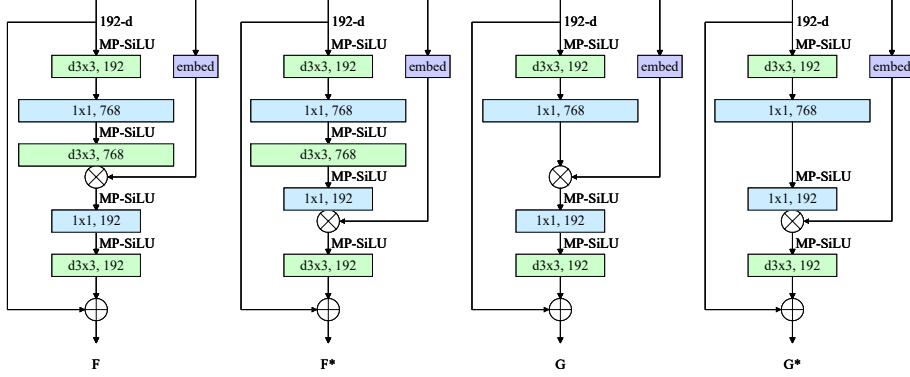 192-d
MP-SiLU
d3x3, 192
embed
1x1, 768
MP-SiLU
d3x3, 768
MP-SiLU
1x1, 192
MP-SiLU
d3x3, 192
F
192-d
MP-SiLU
d3x3, 192
embed
1x1, 768
MP-SiLU
d3x3, 768
MP-SiLU
1x1, 192
MP-SiLU
d3x3, 192
F*
192-d
MP-SiLU
d3x3, 192
embed
1x1, 768
MP-SiLU
1x1, 192
MP-SiLU
d3x3, 192
G
192-d
MP-SiLU
d3x3, 192
embed
1x1, 768
MP-SiLU
1x1, 192
MP-SiLU
d3x3, 192
G*